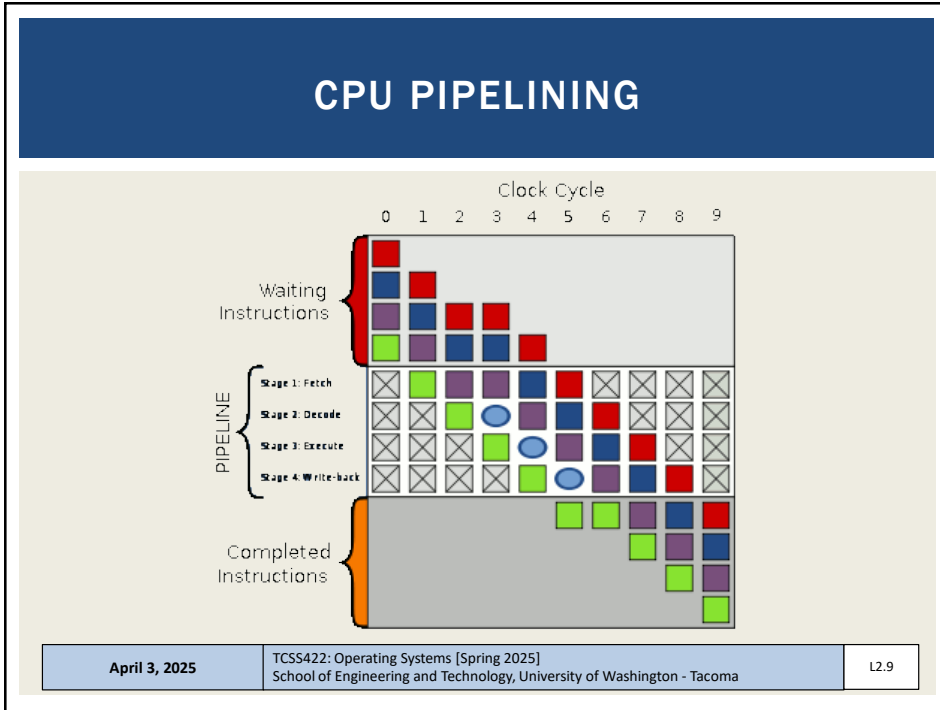 CPU PIPELINING
Clock Cycle
0 1 2 3 4 5 6 7 8 9
Waiting
Instructions
PIPELINE
Stage 1: Fetch
Stage 2: Decode
Stage 3: Execute
Stage 4: Write-back
Completed
Instructions
April 3, 2025
TCSS422: Operating Systems [Spring 2025]
School of Engineering and Technology, University of Washington - Tacoma
L2.9